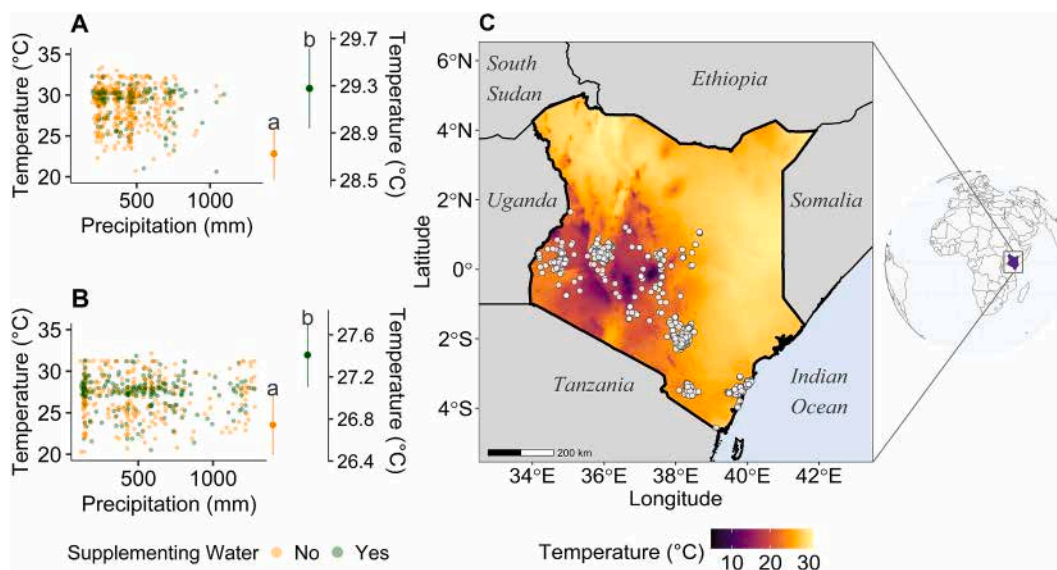 A
Temperature (°C)
30
25
20
500
1000
Precipitation (mm)
a
b
29.7
29.3
28.9
28.5
Temperature (°C)
B
Temperature (°C)
35
30
25
20
500
1000
Precipitation (mm)
a
b
27.6
27.2
26.8
26.4
Temperature (°C)
Supplementing Water
No
Yes
C
6°N
4°N
2°N
0°
2°S
4°S
Latitude
South
Sudan
Ethiopia
Uganda
Somalia
Tanzania
Indian
Ocean
200 km
34°E
36°E
38°E
40°E
42°E
Longitude
Temperature (°C)
10
20
30